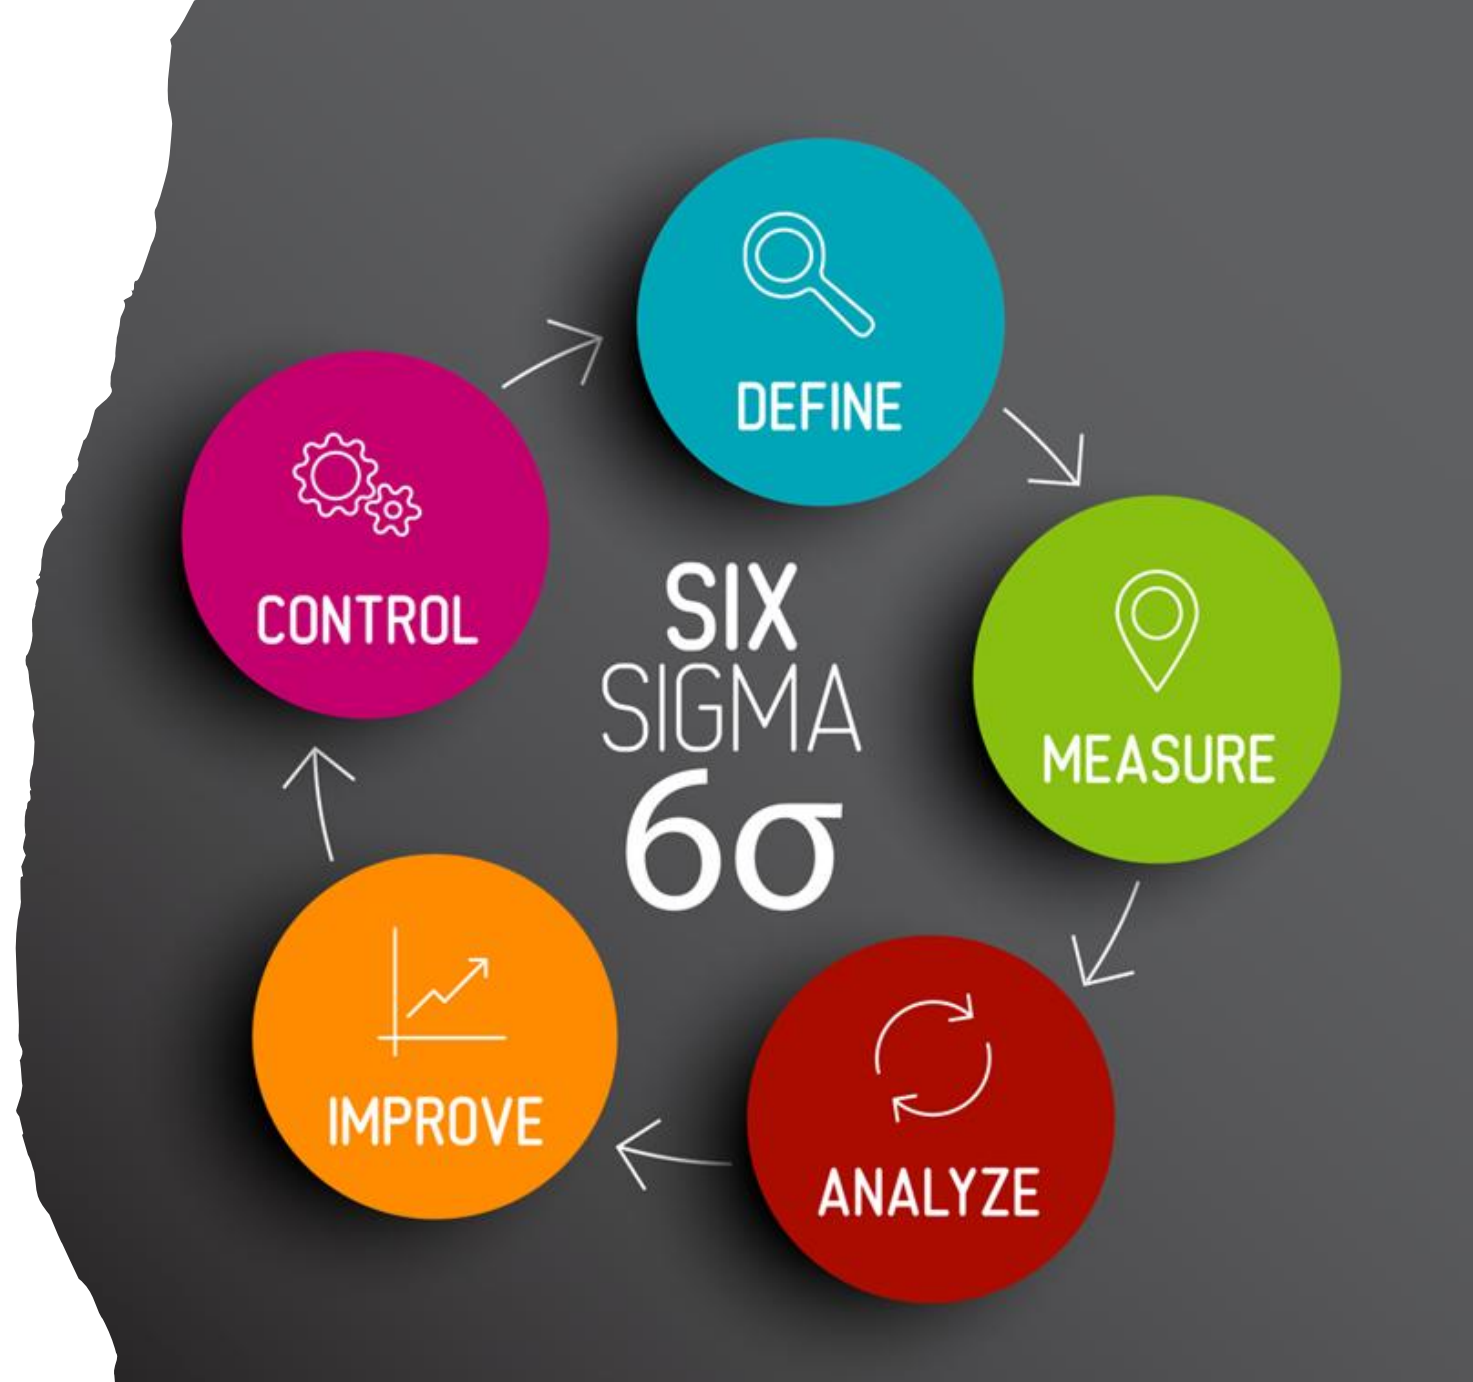 DEFINE
CONTROL
SIX
SIGMA
6σ
MEASURE
IMPROVE
ANALYZE